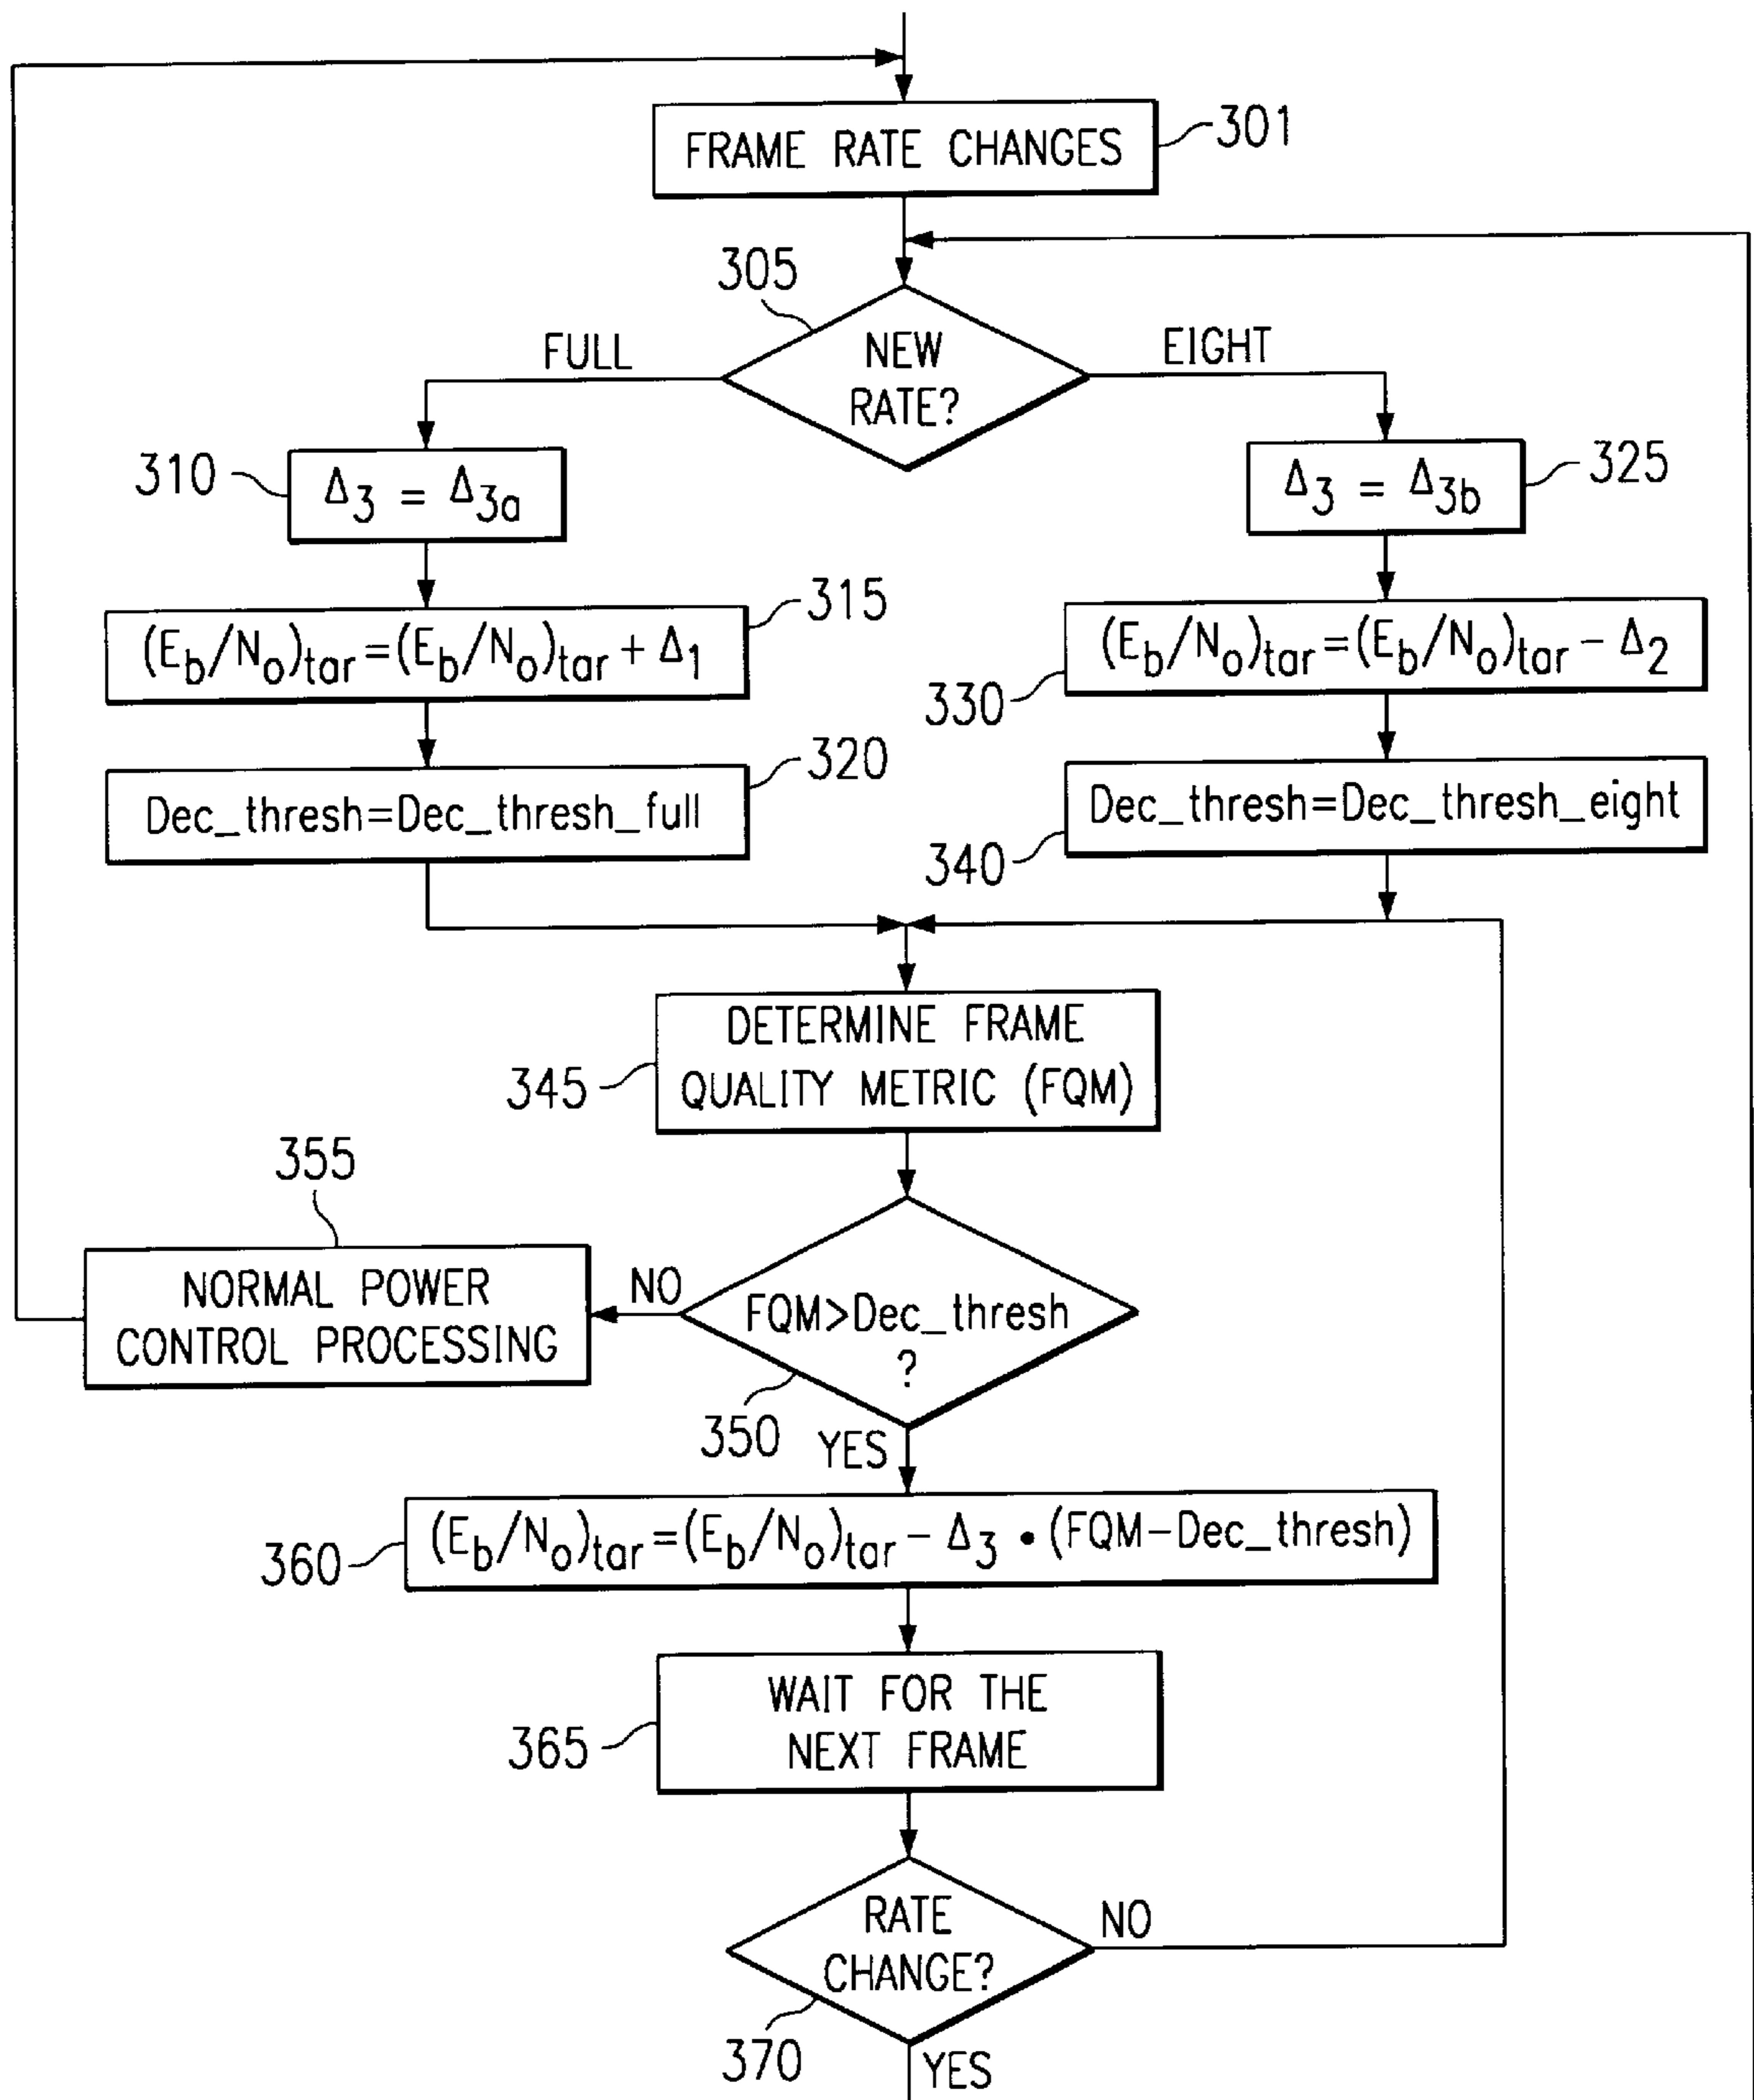 FRAME RATE CHANGES
301
305
NEW
RATE?
FULL
EIGHT
310
Δ3 = Δ3a
Δ3 = Δ3b
325
315
(Eb/No)tar=(Eb/No)tar + Δ1
(Eb/No)tar=(Eb/No)tar − Δ2
330
320
Dec_thresh=Dec_thresh_full
Dec_thresh=Dec_thresh_eight
340
DETERMINE FRAME
QUALITY METRIC (FQM)
345
355
NORMAL POWER
CONTROL PROCESSING
NO
FQM>Dec_thresh
?
350
YES
(Eb/No)tar=(Eb/No)tar − Δ3 • (FQM−Dec_thresh)
360
WAIT FOR THE
NEXT FRAME
365
RATE
CHANGE?
NO
370
YES